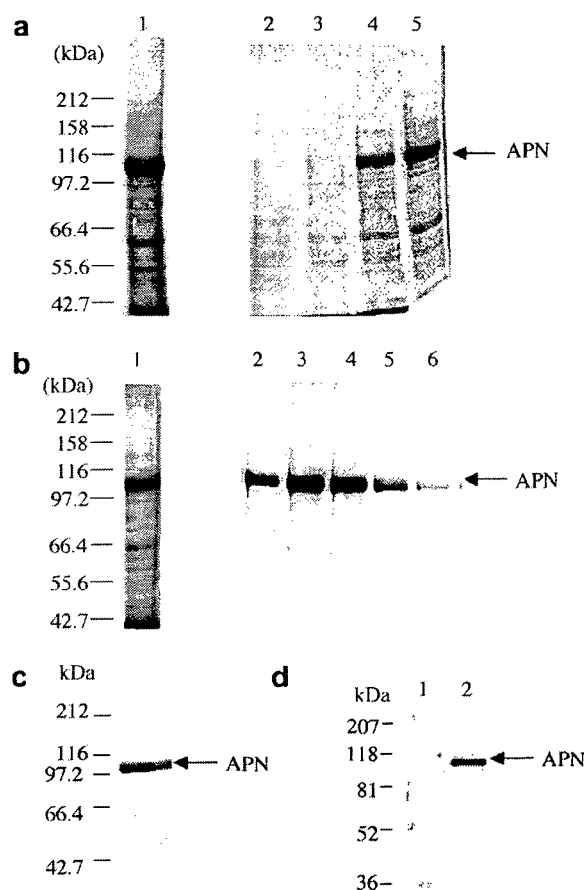 a 1 2 3 4 5
(kDa)
212
158
116
APN
97.2
66.4
55.6
42.7
b 1 2 3 4 5 6
(kDa)
212
158
116
APN
97.2
66.4
55.6
42.7
c
kDa
212
116
APN
97.2
66.4
42.7
d
kDa 1 2
207
118
APN
81
52
36